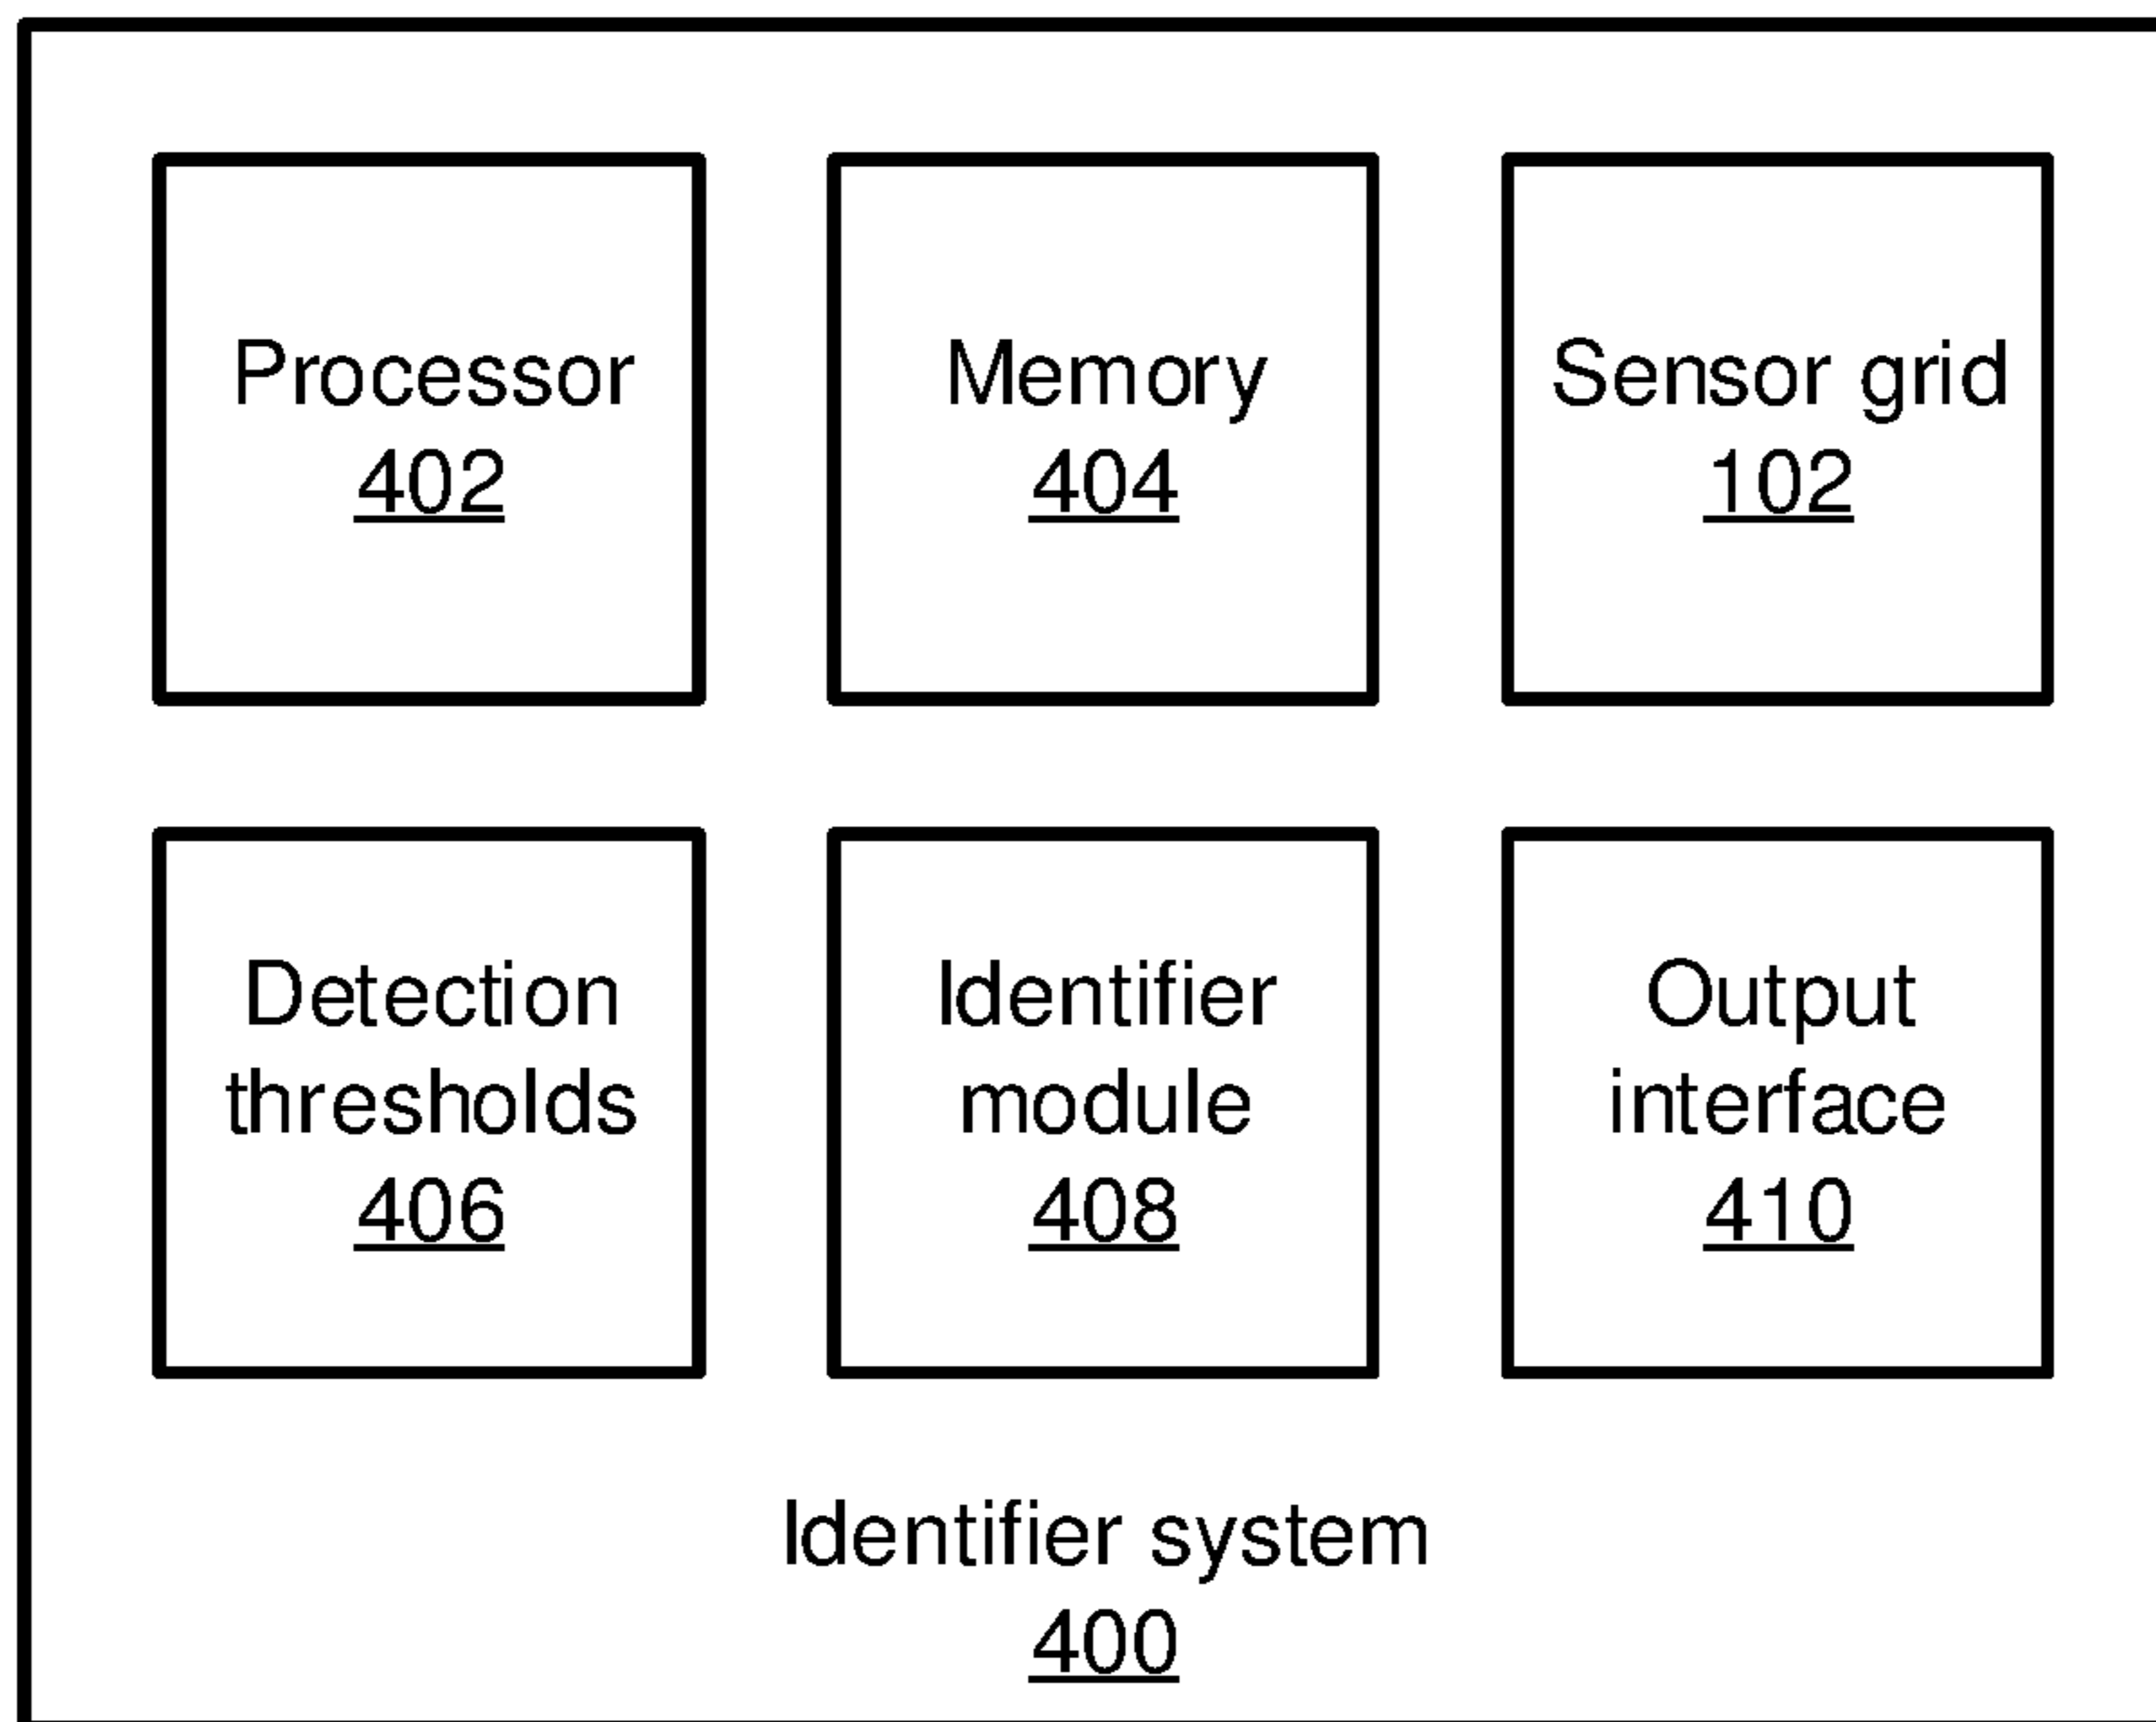 Processor
402
Memory
404
Sensor grid
102
Detection
thresholds
406
Identifier
module
408
Output
interface
410
Identifier system
400